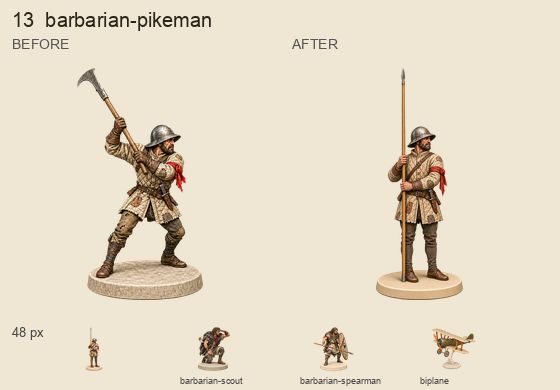 13 barbarian-pikeman
BEFORE
AFTER
48 px
barbarian-scout
barbarian-spearman
biplane